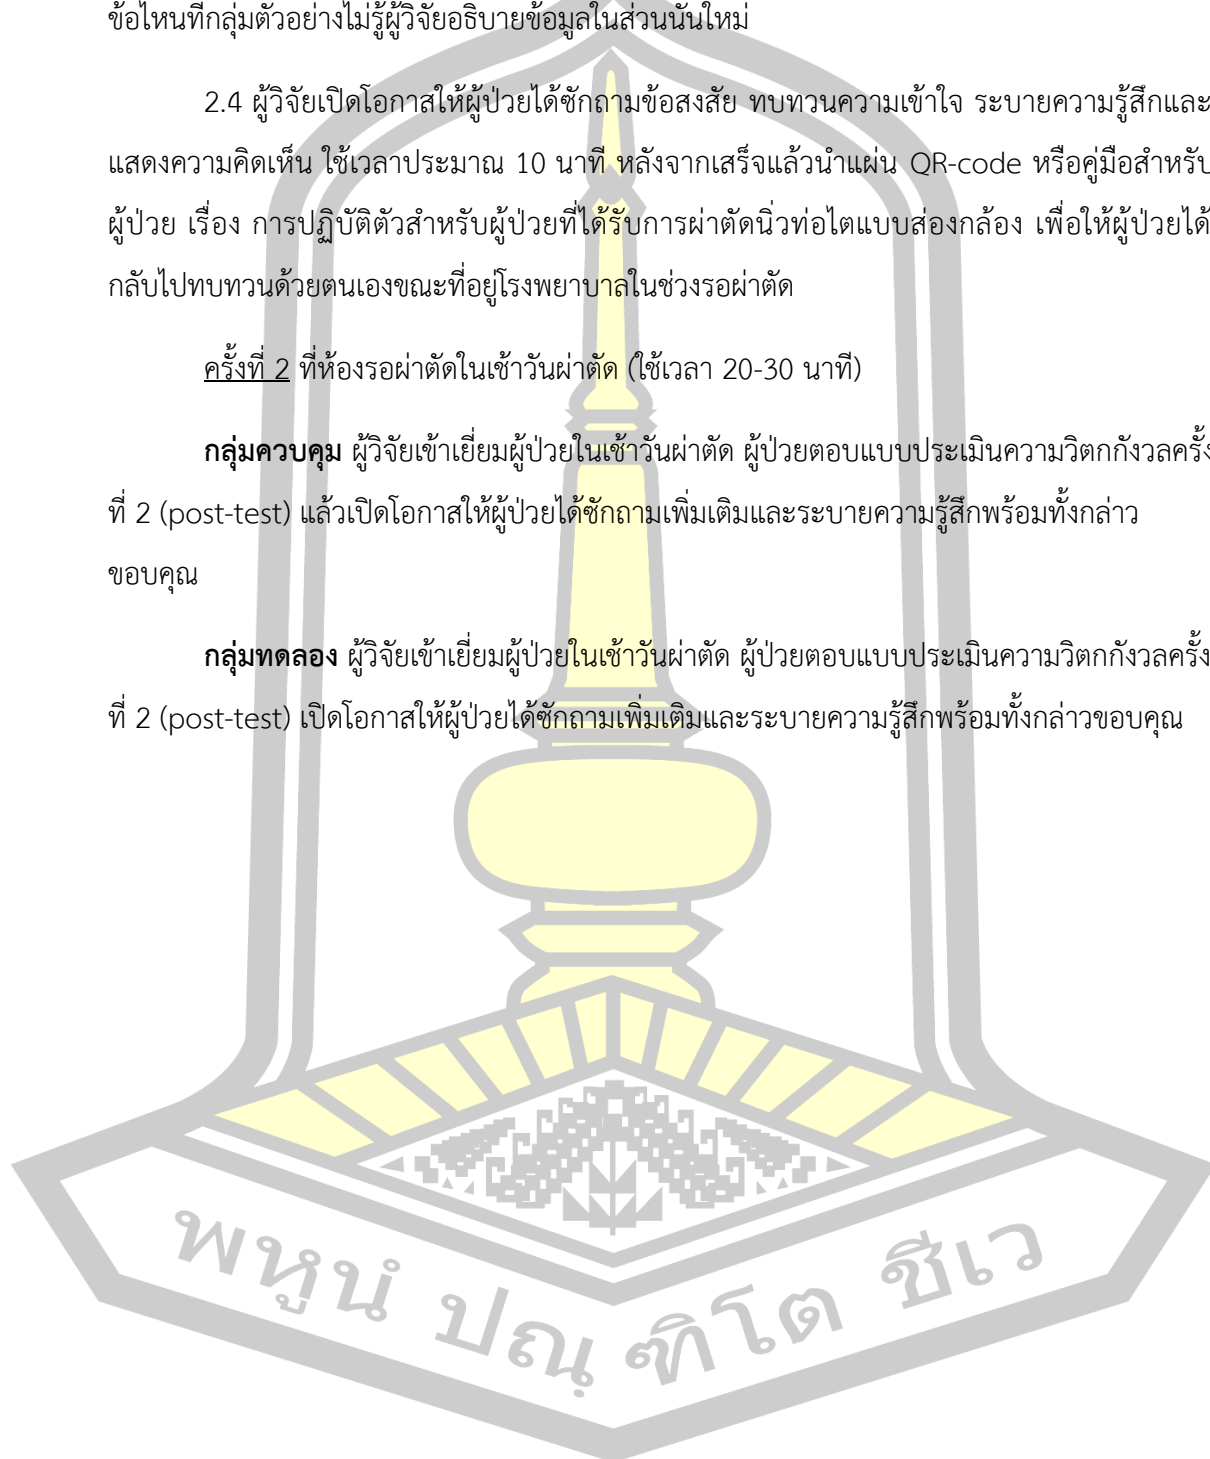 ข้อไหนที่กลุ่มตัวอย่างไม่รู้ผู้วิจัยอธิบายข้อมูลในส่วนนั้นใหม่
2.4 ผู้วิจัยเปิดโอกาสให้ผู้ป่วยได้ซักถามข้อสงสัย ทบทวนความเข้าใจ ระบายความรู้สึกและ
แสดงความคิดเห็น ใช้เวลาประมาณ 10 นาที หลังจากเสร็จแล้วนำแผ่น QR-code หรือคู่มือสำหรับ
ผู้ป่วย เรื่อง การปฏิบัติตัวสำหรับผู้ป่วยที่ได้รับการผ่าตัดนิ่วท่อไตแบบส่องกล้อง เพื่อให้ผู้ป่วยได้
กลับไปทบทวนด้วยตนเองขณะที่อยู่โรงพยาบาลในช่วงรอผ่าตัด
ครั้งที่ 2 ที่ห้องรอผ่าตัดในเช้าวันผ่าตัด (ใช้เวลา 20-30 นาที)
กลุ่มควบคุม ผู้วิจัยเข้าเยี่ยมผู้ป่วยในเช้าวันผ่าตัด ผู้ป่วยตอบแบบประเมินความวิตกกังวลครั้ง
ที่ 2 (post-test) แล้วเปิดโอกาสให้ผู้ป่วยได้ซักถามเพิ่มเติมและระบายความรู้สึกพร้อมทั้งกล่าว
ขอบคุณ
กลุ่มทดลอง ผู้วิจัยเข้าเยี่ยมผู้ป่วยในเช้าวันผ่าตัด ผู้ป่วยตอบแบบประเมินความวิตกกังวลครั้ง
ที่ 2 (post-test) เปิดโอกาสให้ผู้ป่วยได้ซักถามเพิ่มเติมและระบายความรู้สึกพร้อมทั้งกล่าวขอบคุณ
พหูนํ ปณฺฑิโต ชีเว